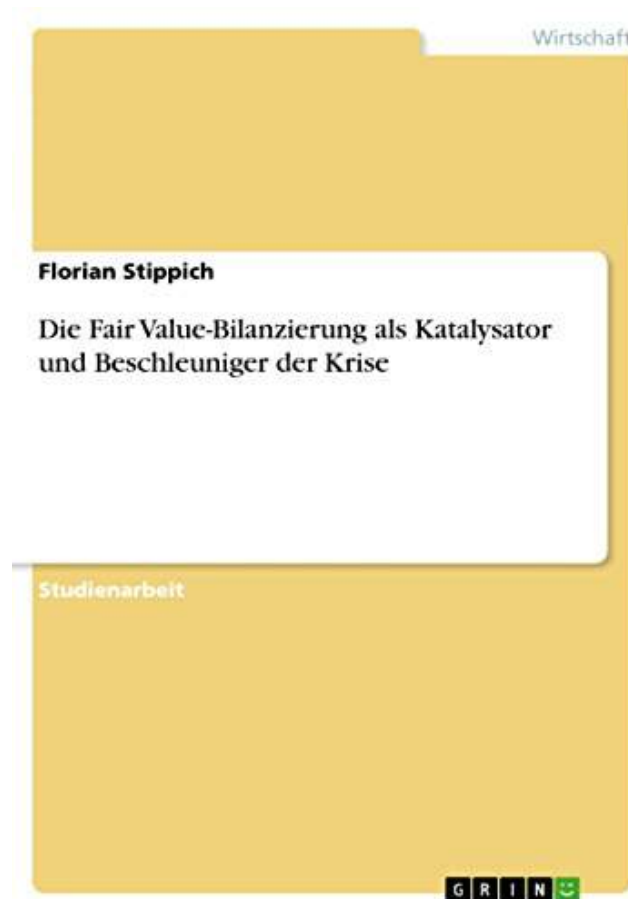 Wirtschaft
Florian Stippich
Die Fair Value-Bilanzierung als Katalysator
und Beschleuniger der Krise
Studienarbeit
GRIN